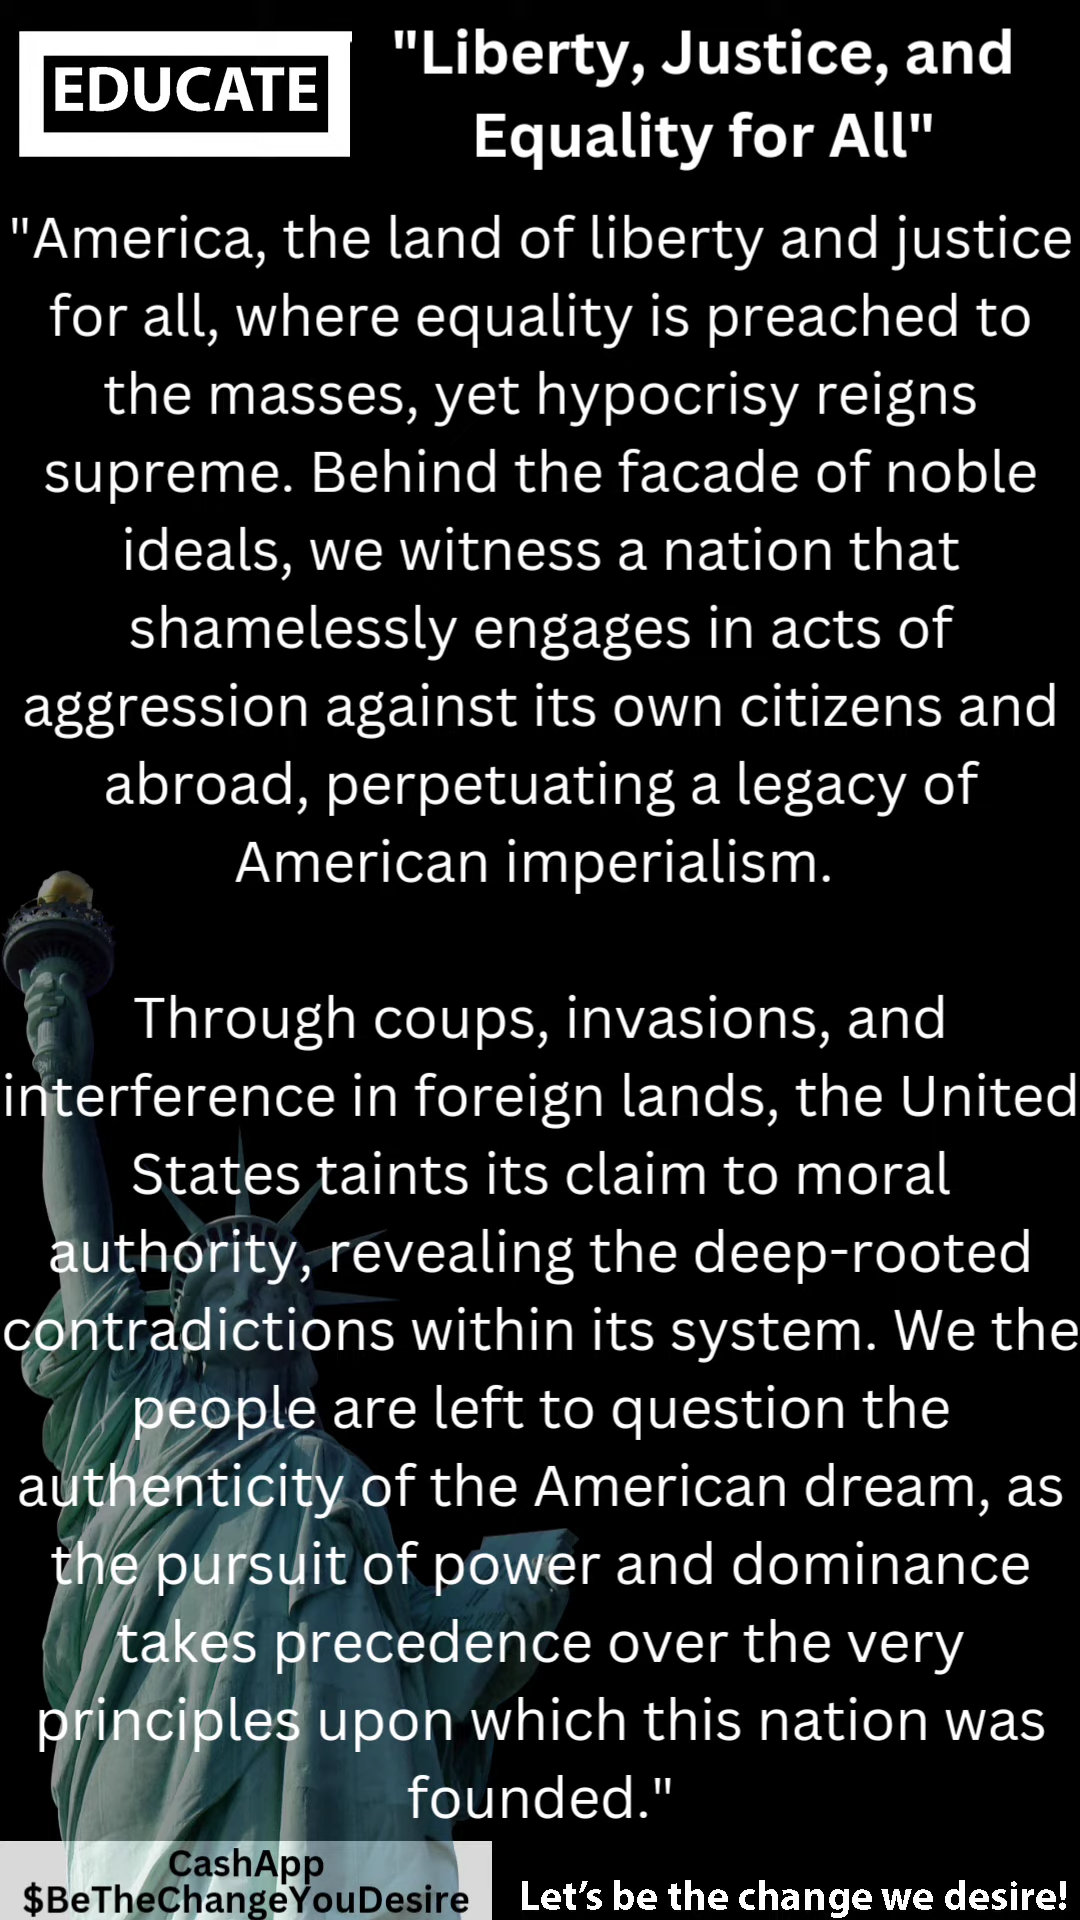 EDUCATE
"Liberty, Justice, and
Equality for All"
"America, the land of liberty and justice
for all, where equality is preached to
the masses, yet hypocrisy reigns
supreme. Behind the facade of noble
ideals, we witness a nation that
shamelessly engages in acts of
aggression against its own citizens and
abroad, perpetuating a legacy of
American imperialism.
Through coups, invasions, and
interference in foreign lands, the United
States taints its claim to moral
authority, revealing the deep-rooted
contradictions within its system. We the
people are left to question the
authenticity of the American dream, as
the pursuit of power and dominance
takes precedence over the very
principles upon which this nation was
founded."
CashApp
$BeTheChangeYouDesire
Let's be the change we desire!